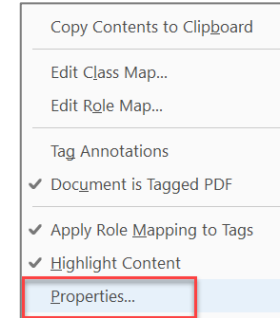 Copy Contents to Clipboard
Edit Class Map...
Edit Role Map...
Tag Annotations
Document is Tagged PDF
Apply Role Mapping to Tags
Highlight Content
Properties...